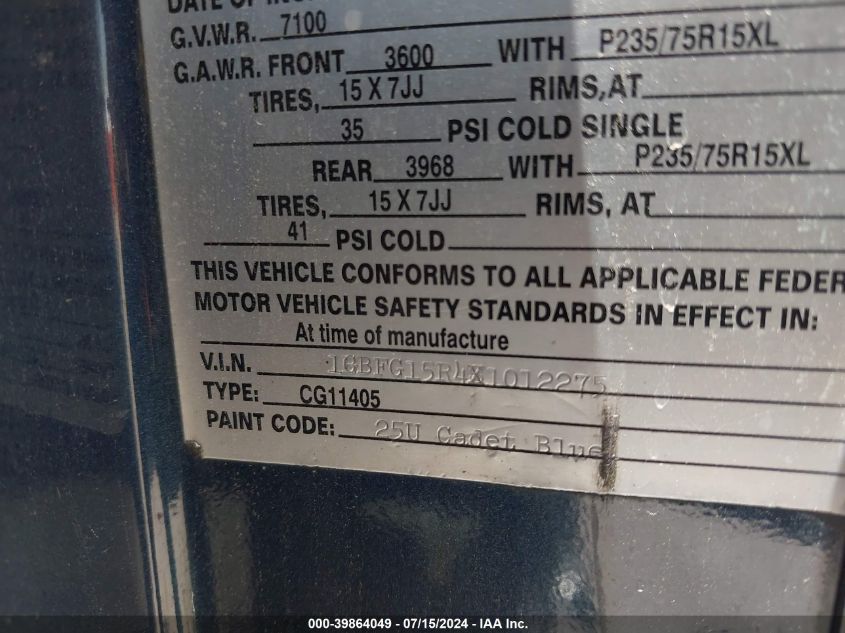 DATE OF
G.V.W.R. 7100
G.A.W.R. FRONT 3600 WITH P235/75R15XL
TIRES, 15 X 7JJ RIMS, AT
35 PSI COLD SINGLE
REAR 3968 WITH P235/75R15XL
TIRES, 15 X 7JJ RIMS, AT
41 PSI COLD
THIS VEHICLE CONFORMS TO ALL APPLICABLE FEDER
MOTOR VEHICLE SAFETY STANDARDS IN EFFECT IN:
At time of manufacture
V.I.N. 1GBFG15R4X1012275
TYPE: CG11405
PAINT CODE: 25U Cadet Blue
000-39864049 - 07/15/2024 - IAA Inc.